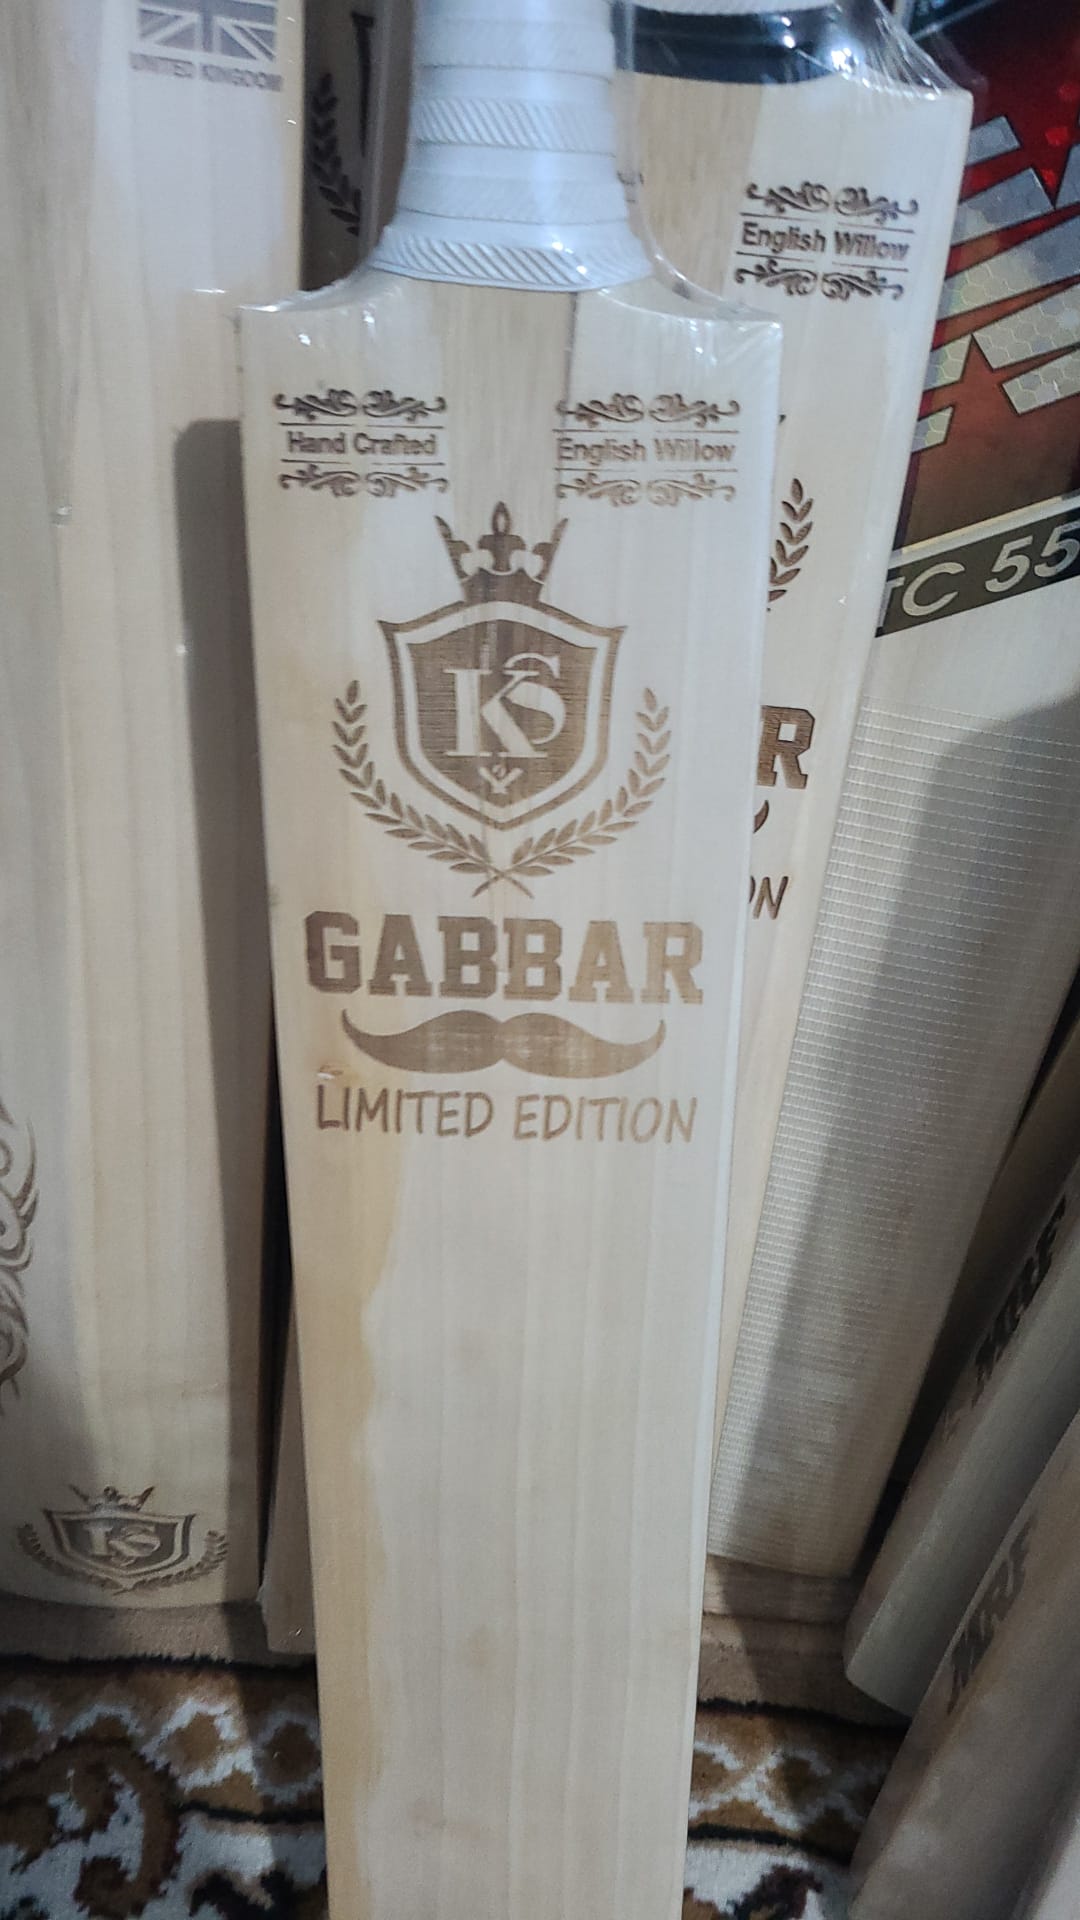 UNITED KINGDOM
English Willow
Hand Crafted
English Willow
KS
TC 55
GABBAR
R
LIMITED EDITION
ON
MRF
KS
MRF